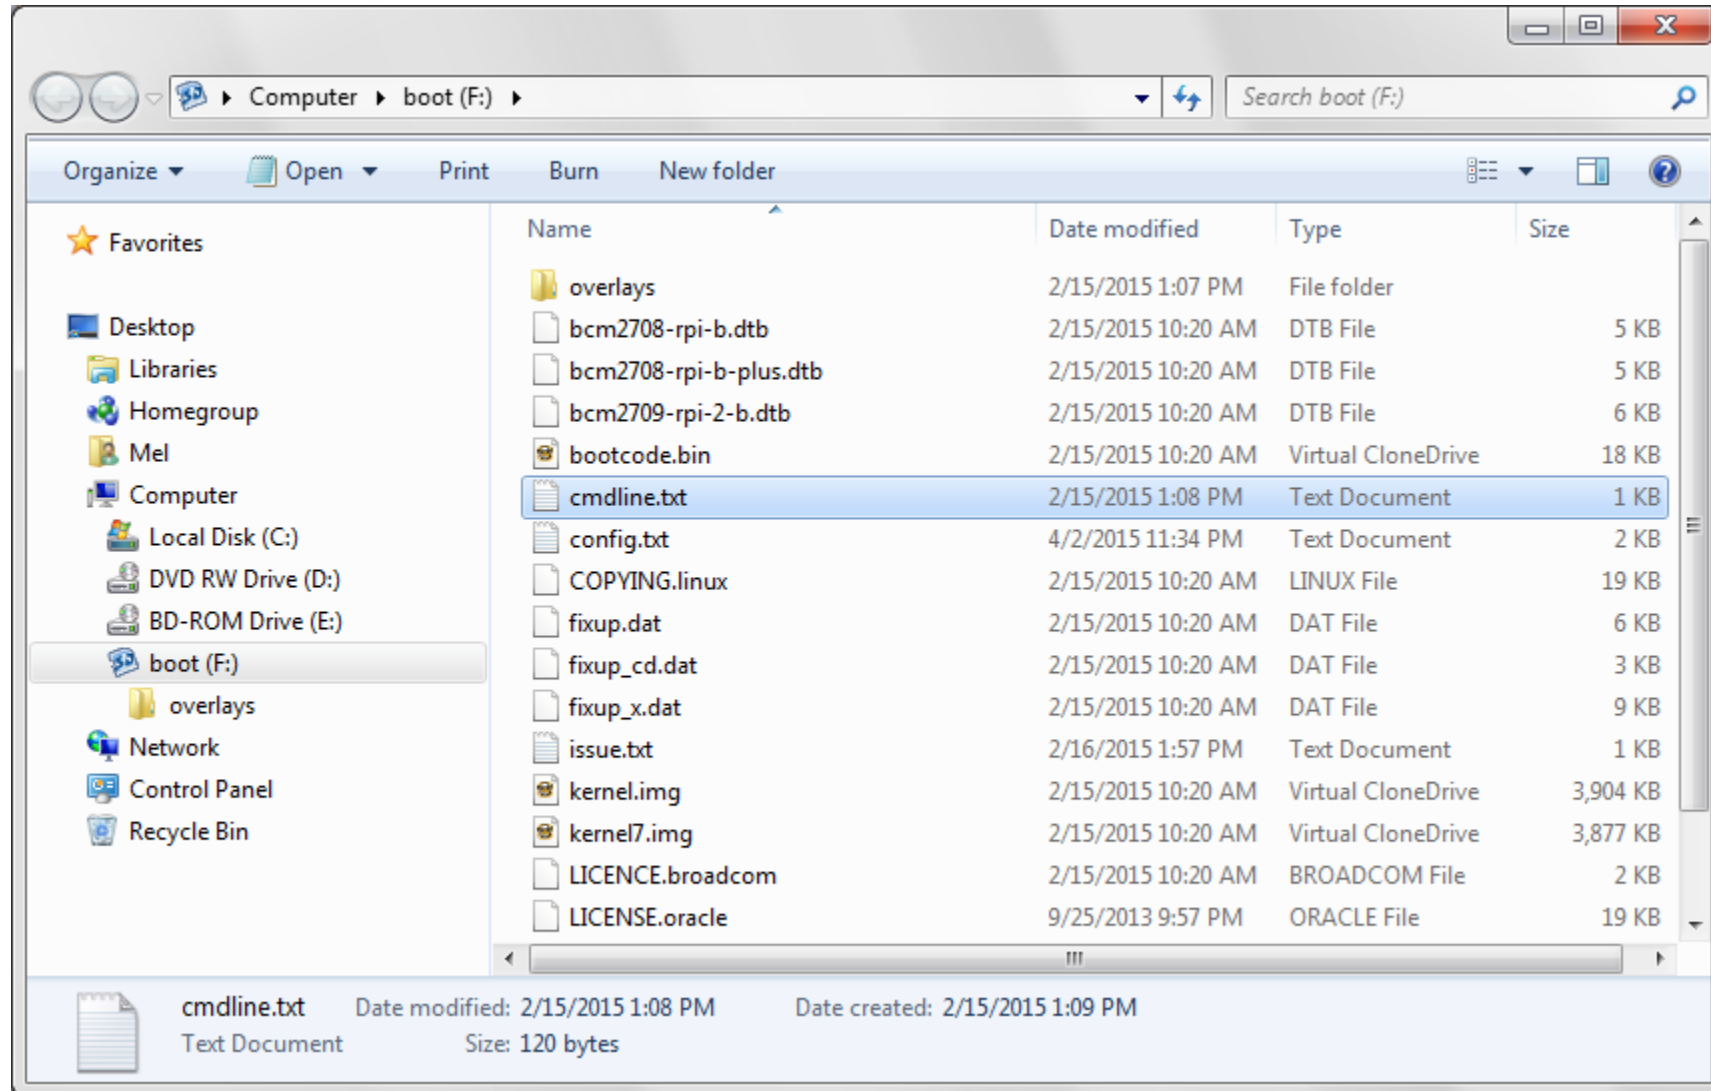 Computer boot (F:) Search boot (F:)
Organize Open Print Burn New folder
Favorites
Desktop
Libraries
Homegroup
Mel
Computer
Local Disk (C:)
DVD RW Drive (D:)
BD-ROM Drive (E:)
boot (F:)
overlays
Network
Control Panel
Recycle Bin
Name Date modified Type Size
overlays 2/15/2015 1:07 PM File folder
bcm2708-rpi-b.dtb 2/15/2015 10:20 AM DTB File 5 KB
bcm2708-rpi-b-plus.dtb 2/15/2015 10:20 AM DTB File 5 KB
bcm2709-rpi-2-b.dtb 2/15/2015 10:20 AM DTB File 6 KB
bootcode.bin 2/15/2015 10:20 AM Virtual CloneDrive 18 KB
cmdline.txt 2/15/2015 1:08 PM Text Document 1 KB
config.txt 4/2/2015 11:34 PM Text Document 2 KB
COPYING.linux 2/15/2015 10:20 AM LINUX File 19 KB
fixup.dat 2/15/2015 10:20 AM DAT File 6 KB
fixup_cd.dat 2/15/2015 10:20 AM DAT File 3 KB
fixup_x.dat 2/15/2015 10:20 AM DAT File 9 KB
issue.txt 2/16/2015 1:57 PM Text Document 1 KB
kernel.img 2/15/2015 10:20 AM Virtual CloneDrive 3,904 KB
kernel7.img 2/15/2015 10:20 AM Virtual CloneDrive 3,877 KB
LICENCE.broadcom 2/15/2015 10:20 AM BROADCOM File 2 KB
LICENSE.oracle 9/25/2013 9:57 PM ORACLE File 19 KB
cmdline.txt Date modified: 2/15/2015 1:08 PM Date created: 2/15/2015 1:09 PM
Text Document Size: 120 bytes